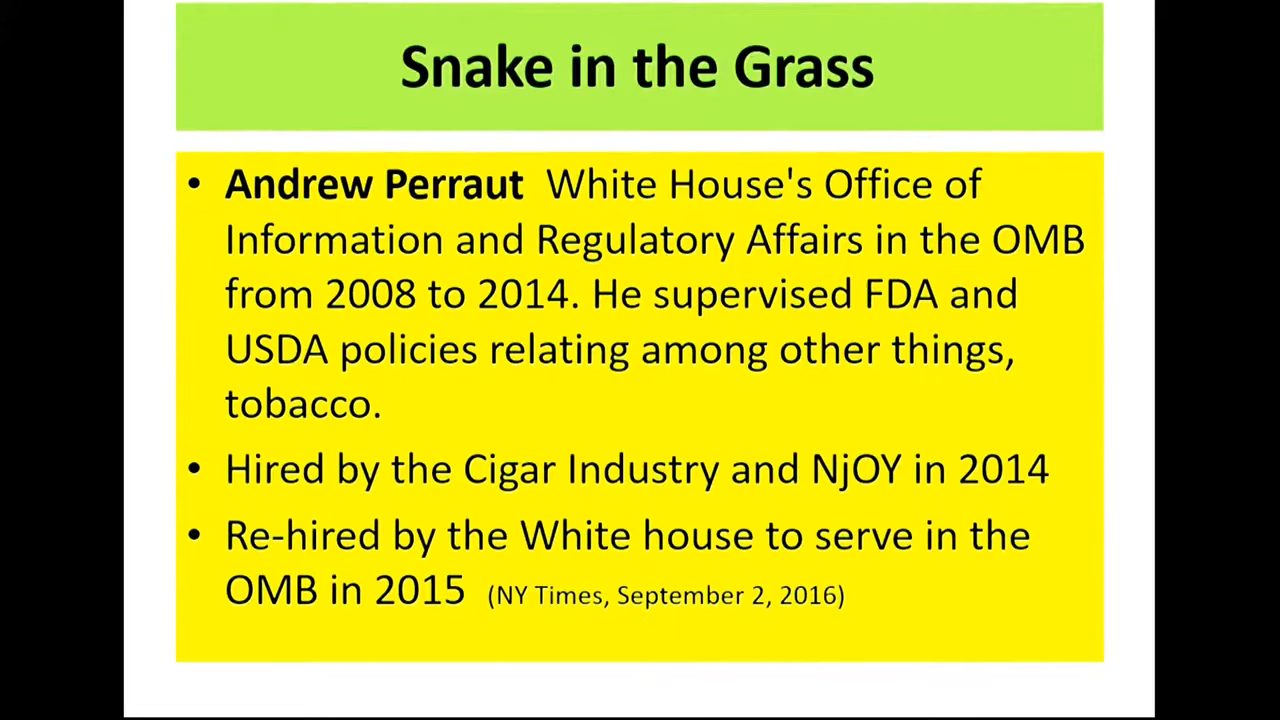 Snake in the Grass
• Andrew Perraut White House's Office of
Information and Regulatory Affairs in the OMB
from 2008 to 2014. He supervised FDA and
USDA policies relating among other things,
tobacco.
• Hired by the Cigar Industry and NjOY in 2014
• Re-hired by the White house to serve in the
OMB in 2015 (NY Times, September 2, 2016)